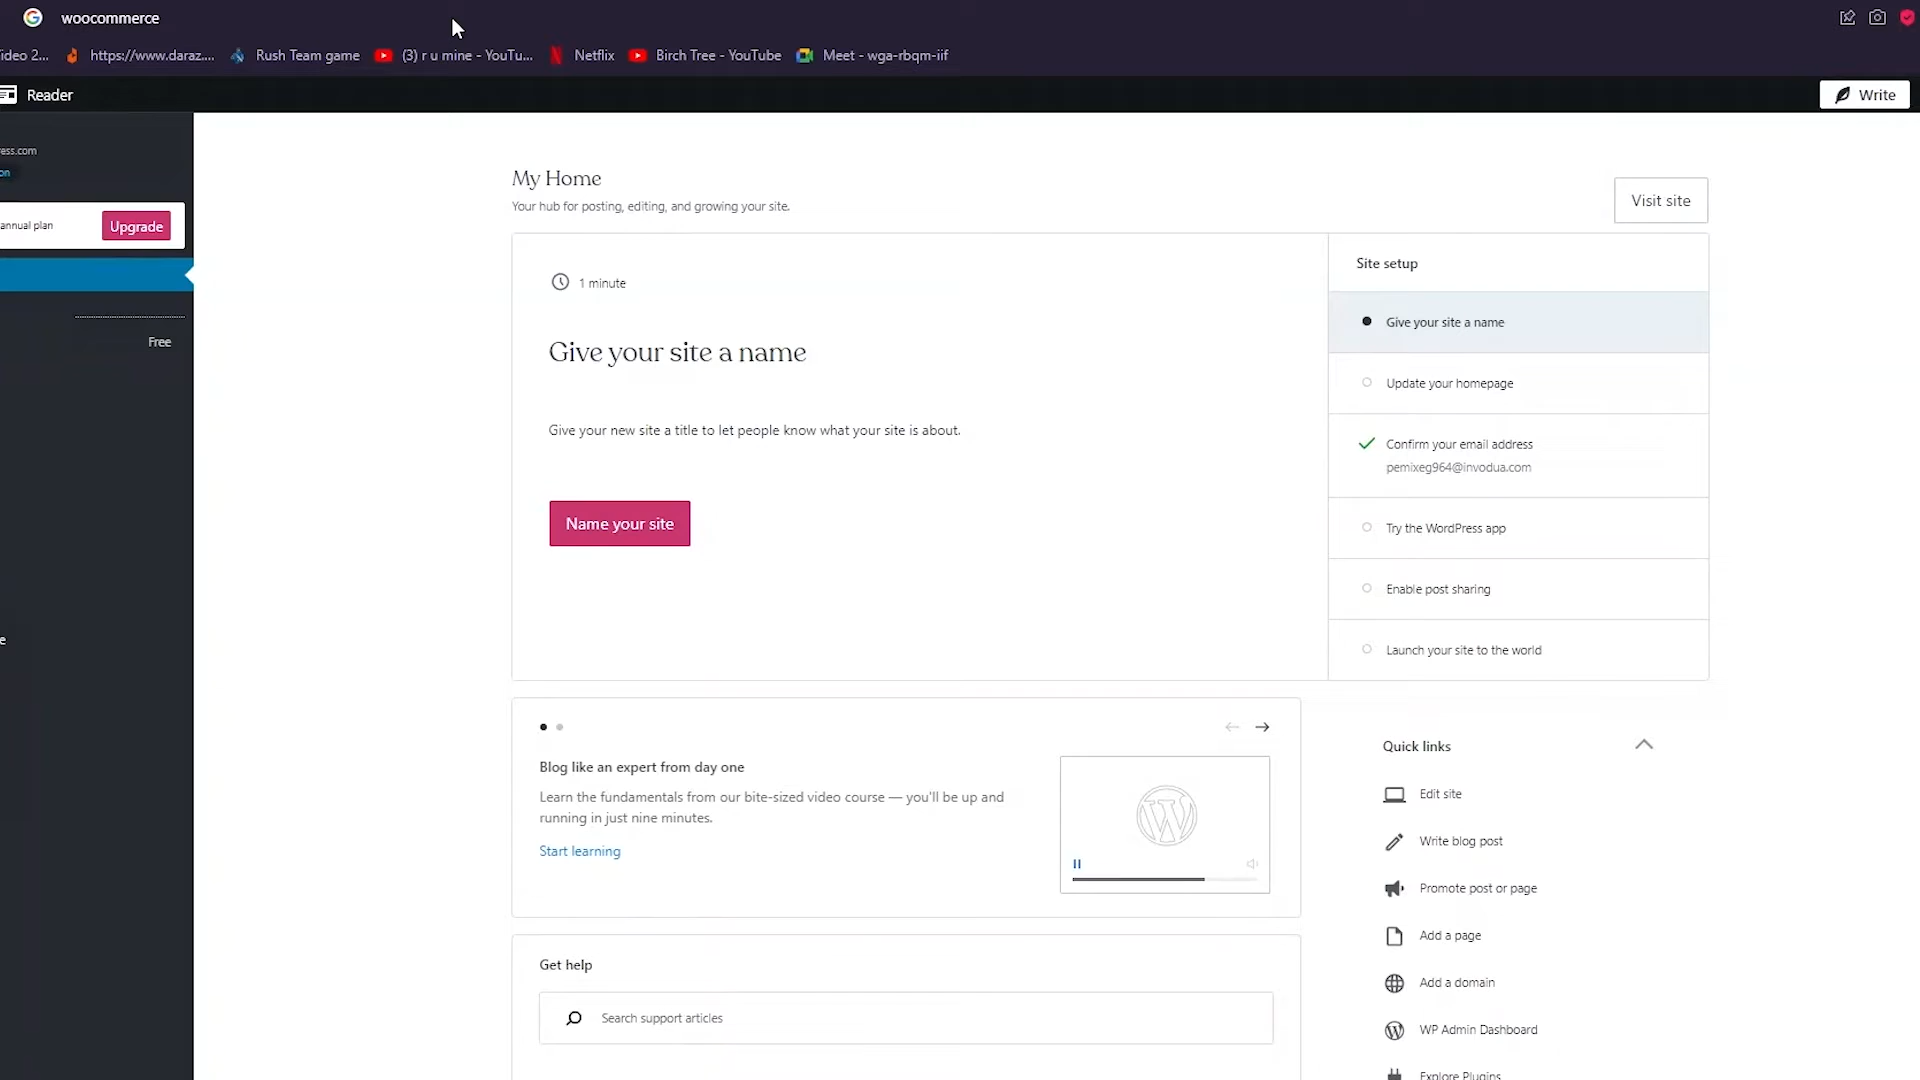 woocommerce
ideo 2...
https://www.daraz....
Rush Team game
(3) r u mine - YouTu...
Netflix
Birch Tree - YouTube
Meet - wga-rbqm-iif
Reader
Write
ess.com
on
annual plan
Upgrade
Free
e
My Home
Your hub for posting, editing, and growing your site.
Visit site
1 minute
Give your site a name
Give your new site a title to let people know what your site is about.
Name your site
Site setup
Give your site a name
Update your homepage
Confirm your email address
pemixeg964@invodua.com
Try the WordPress app
Enable post sharing
Launch your site to the world
Blog like an expert from day one
Learn the fundamentals from our bite-sized video course — you'll be up and
running in just nine minutes.
Start learning
Get help
Search support articles
Quick links
Edit site
Write blog post
Promote post or page
Add a page
Add a domain
WP Admin Dashboard
Explore Plugins